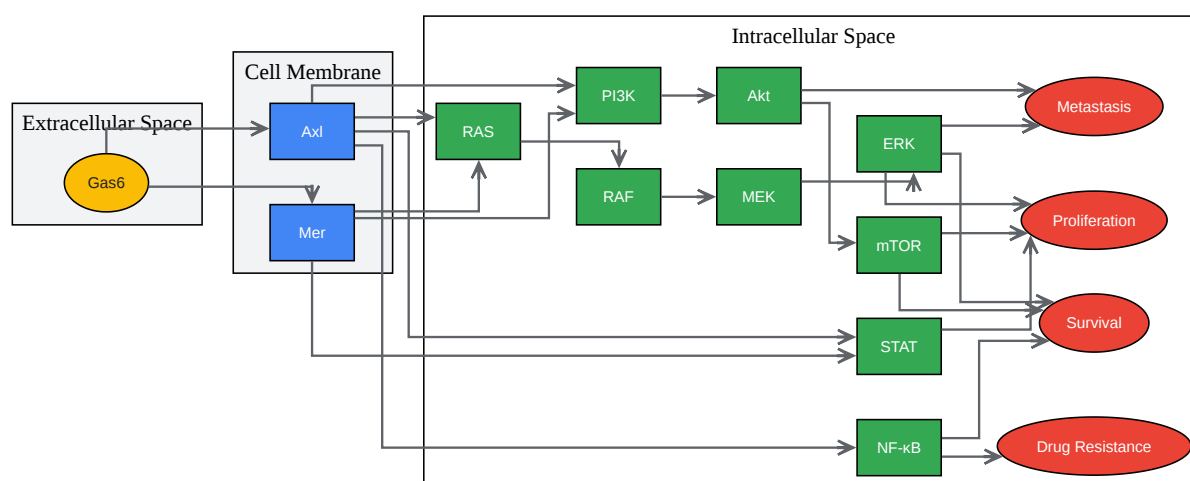 Intracellular Space
Cell Membrane
Extracellular Space
Gas6
Axl
Mer
RAS
PI3K
Akt
RAF
MEK
ERK
mTOR
STAT
NF-κB
Metastasis
Proliferation
Survival
Drug Resistance